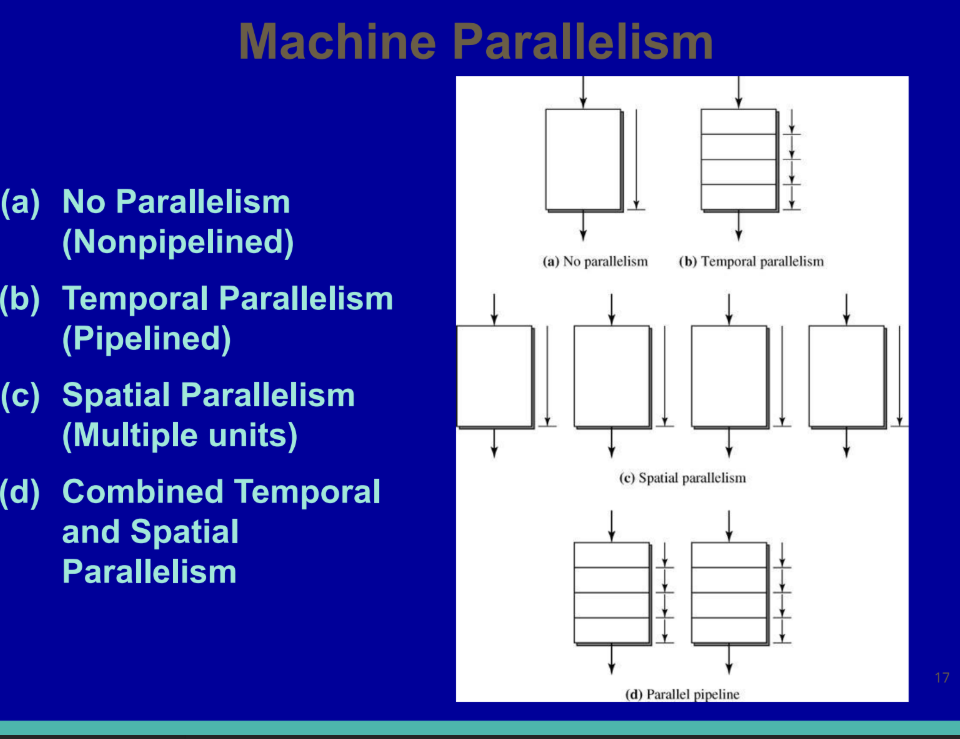 Machine Parallelism
(a) No Parallelism
(Nonpipelined)
(b) Temporal Parallelism
(Pipelined)
(c) Spatial Parallelism
(Multiple units)
(d) Combined Temporal
and Spatial
Parallelism
(a) No parallelism
(b) Temporal parallelism
(c) Spatial parallelism
(d) Parallel pipeline
17